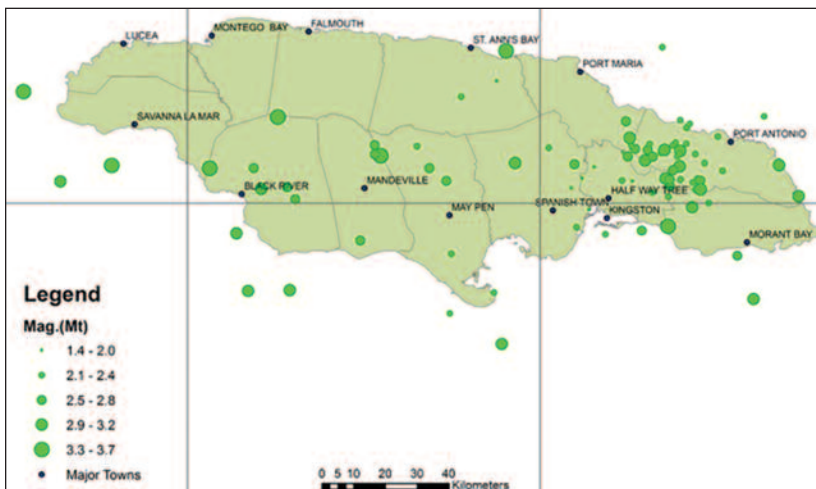 MONTEGO BAY
FALMOUTH
LUCEA
ST. ANN'S BAY
PORT MARIA
SAVANNA LA MAR
PORT ANTONIO
MANDEVILLE
BLACK RIVER
HALF WAY TREE
MAY PEN
SPANISH TOWN
KINGSTON
MORANT BAY
Legend
Mag.(Mt)
1.4 - 2.0
2.1 - 2.4
2.5 - 2.8
2.9 - 3.2
3.3 - 3.7
Major Towns
0 5 10 20 30 40
Kilometers